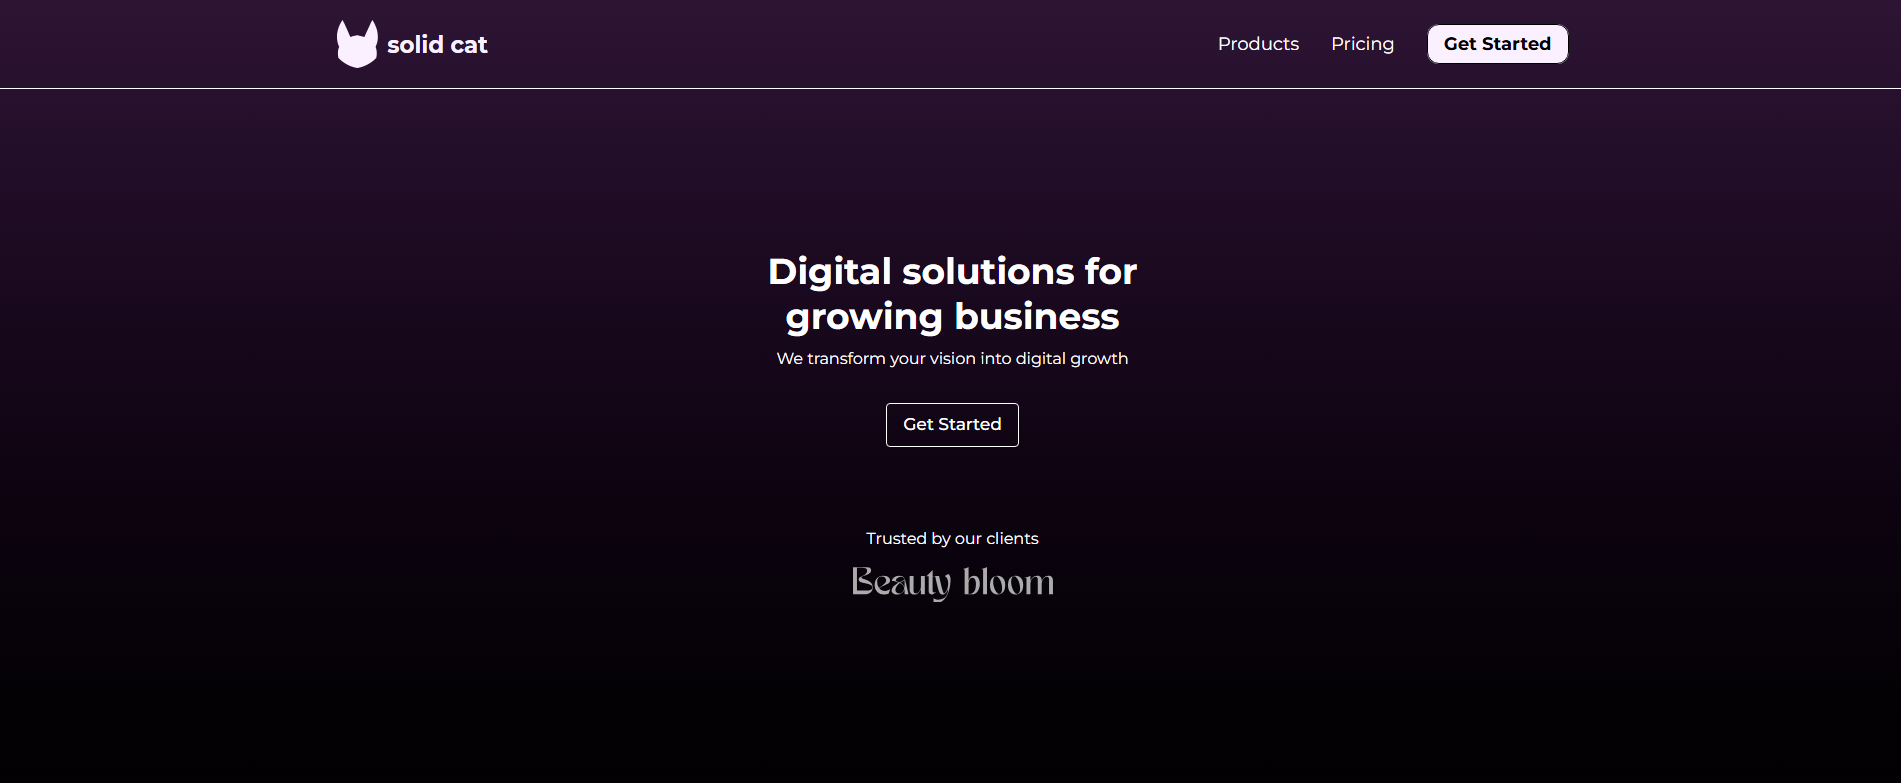 solid cat
Products
Pricing
Get Started
Digital solutions for
growing business
We transform your vision into digital growth
Get Started
Trusted by our clients
Beauty bloom